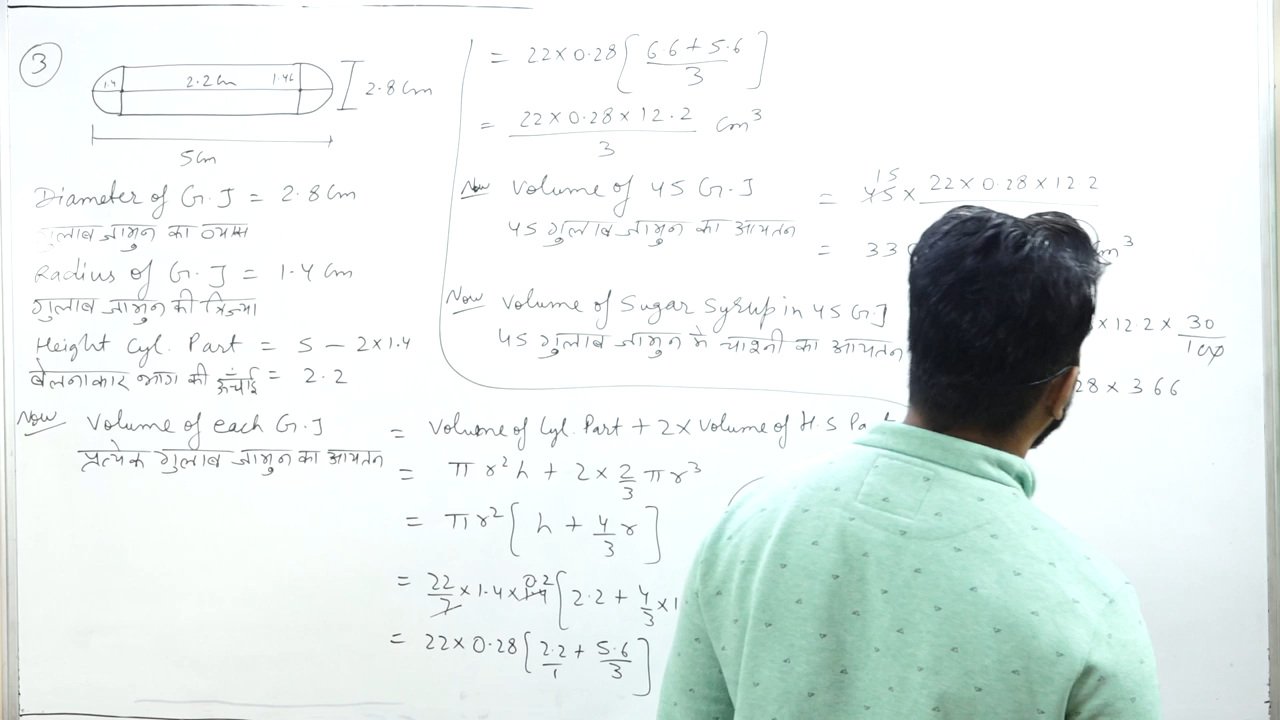 3
1.4 2.2 cm 1.4
2.8 cm
5 cm
Diameter of G.J = 2.8 cm
गुलाब जामुन का व्यास
Radius of G.J = 1.4 cm
गुलाब जामुन की त्रिज्या
Height Cyl. Part = 5 - 2×1.4
बेलनाकार भाग की ऊंचाई = 2.2
Now Volume of each G.J = Volume of Cyl. Part + 2× Volume of H.S
प्रत्येक गुलाब जामुन का आयतन
= πr²h + 2 × 2/3 πr³
= πr² [h + 4/3 r]
= 22/7 × 1.4 × 0.2 [2.2 + 4/3 × 1
= 22 × 0.28 [2.2/1 + 5.6/3]
= 22 × 0.28 [6.6 + 5.6 / 3]
= 22 × 0.28 × 12.2 / 3 cm³
Now Volume of 45 G.J = 15 45 × 22 × 0.28 × 12.2
45 गुलाब जामुन का आयतन
= 33 cm³
Now Volume of Sugar Syrup in 45 G.J
× 12.2 × 30/100
45 गुलाब जामुन में चाशनी का आयतन
28 × 366